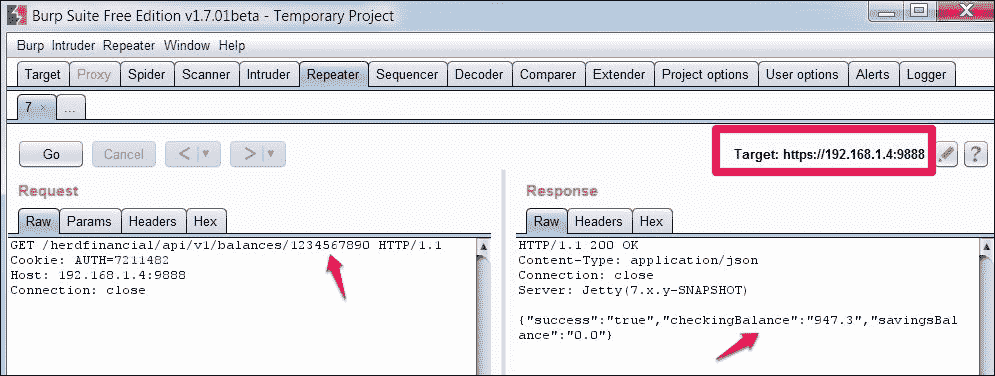 Burp Suite Free Edition v1.7.01beta - Temporary Project
Burp Intruder Repeater Window Help
Target Proxy Spider Scanner Intruder Repeater Sequencer Decoder Comparer Extender Project options User options Alerts Logger
7 × ...
Go Cancel < > Target: https://192.168.1.4:9888 ?
Request
Raw Params Headers Hex
GET /herdfinancial/api/v1/balances/1234567890 HTTP/1.1
Cookie: AUTH=7211482
Host: 192.168.1.4:9888
Connection: close
Response
Raw Headers Hex
HTTP/1.1 200 OK
Content-Type: application/json
Connection: close
Server: Jetty(7.x.y-SNAPSHOT)
{"success":"true","checkingBalance":"947.3","savingsBal
ance":"0.0"}